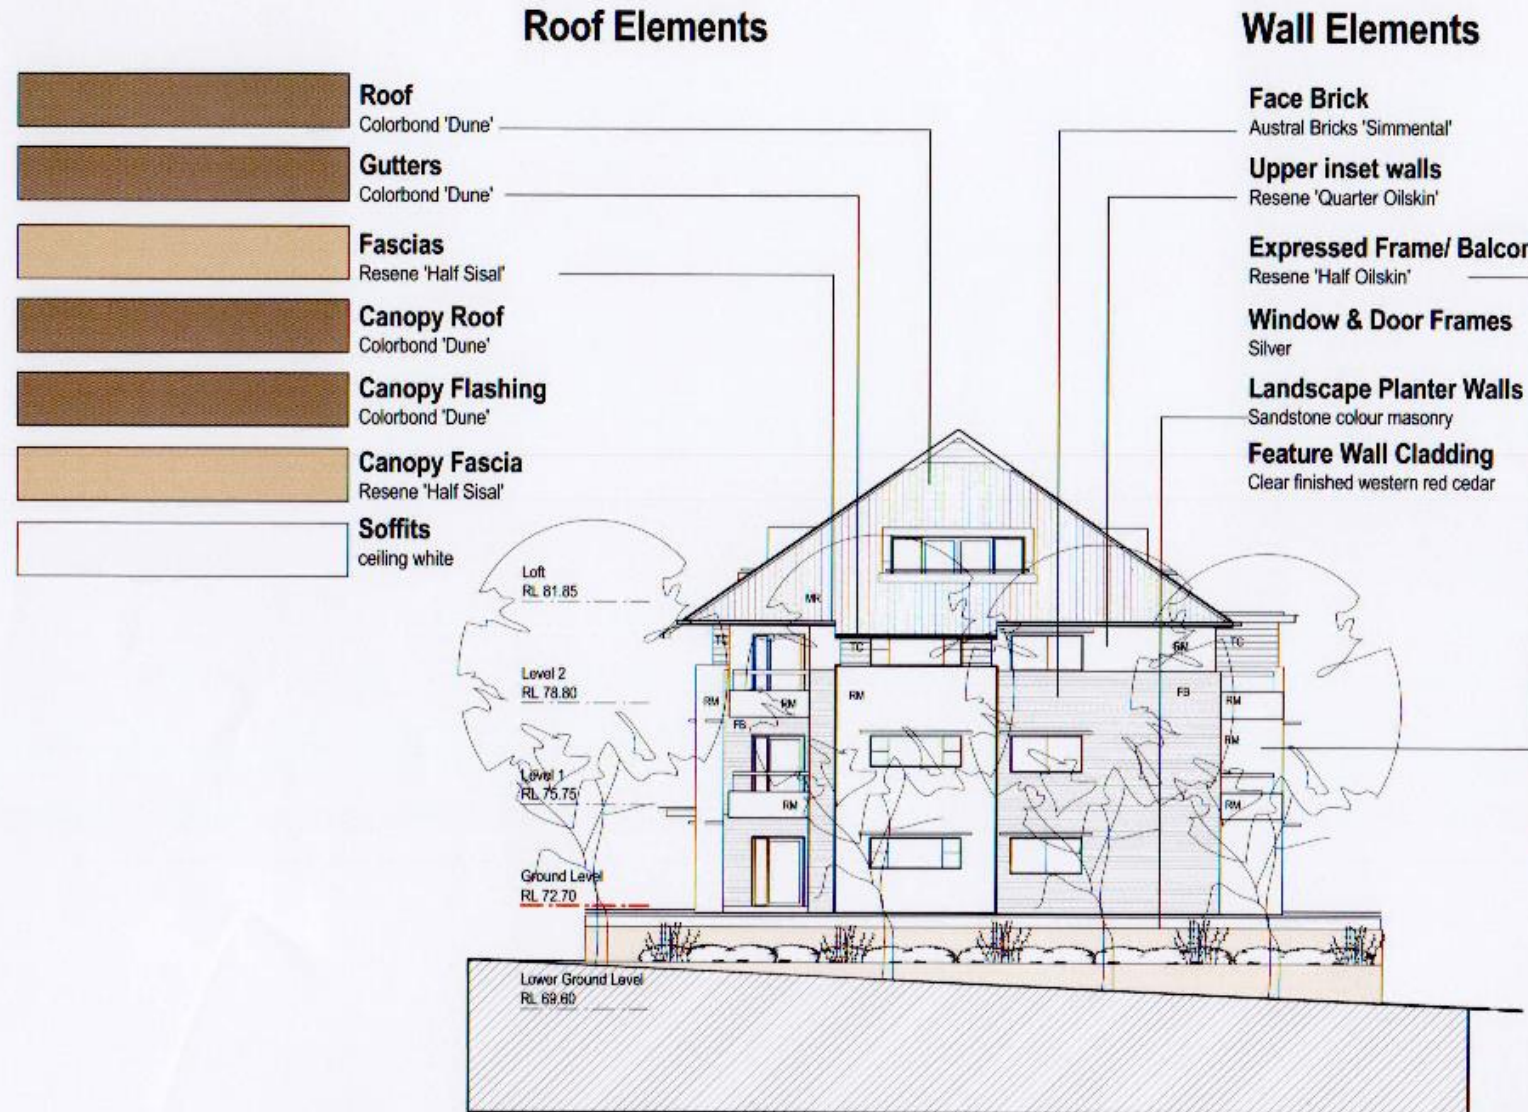 Roof Elements
Roof
Colorbond 'Dune'
Gutters
Colorbond 'Dune'
Fascias
Resene 'Half Sisal'
Canopy Roof
Colorbond 'Dune'
Canopy Flashing
Colorbond 'Dune'
Canopy Fascia
Resene 'Half Sisal'
Soffits
ceiling white
Wall Elements
Face Brick
Austral Bricks 'Simmental'
Upper inset walls
Resene 'Quarter Oilskin'
Expressed Frame/ Balcon
Resene 'Half Oilskin'
Window & Door Frames
Silver
Landscape Planter Walls
Sandstone colour masonry
Feature Wall Cladding
Clear finished western red cedar
Loft
RL 81.85
MR
TC
TC
RM
TC
Level 2
RL 78.80
RM
RM
RM
FB
RM
FB
RM
Level 1
RL 75.75
RM
RM
Ground Level
RL 72.70
Lower Ground Level
RL 69.60